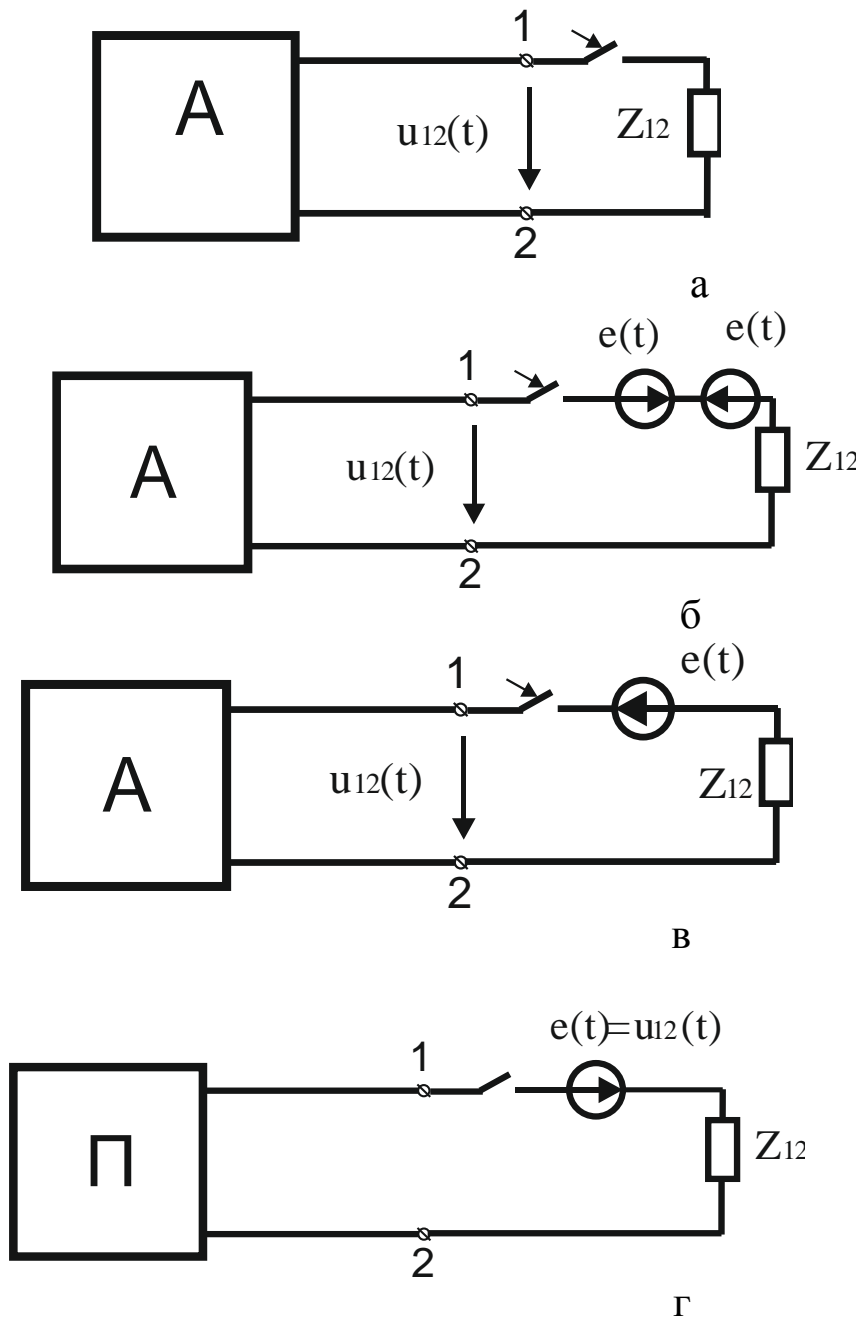 1
A
u12(t)
Z12
2
а
e(t) e(t)
1
A
u12(t)
Z12
2
б
e(t)
1
A
u12(t)
Z12
2
в
e(t)=u12(t)
1
П
Z12
2
г